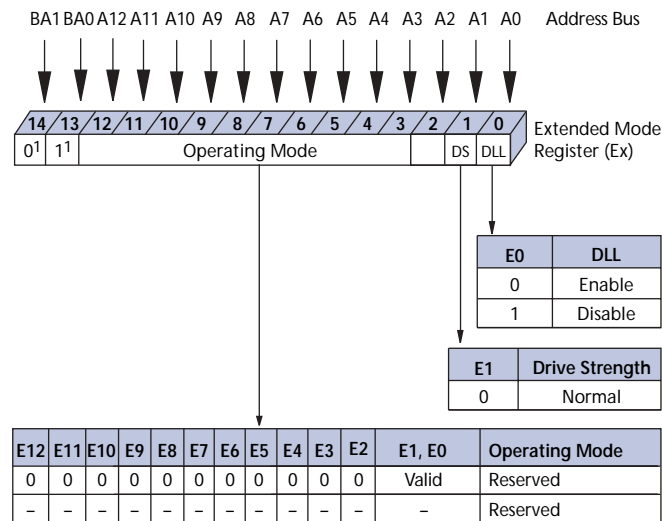 BA1 BA0 A12 A11 A10 A9 A8 A7 A6 A5 A4 A3 A2 A1 A0 Address Bus
14 13 12 11 10 9 8 7 6 5 4 3 2 1 0
Extended Mode
Register (Ex)
0¹ 1¹ Operating Mode DS DLL
E0 DLL
0 Enable
1 Disable
E1 Drive Strength
0 Normal
E12 E11 E10 E9 E8 E7 E6 E5 E4 E3 E2 E1, E0 Operating Mode
0 0 0 0 0 0 0 0 0 0 0 Valid Reserved
– – – – – – – – – – – – Reserved